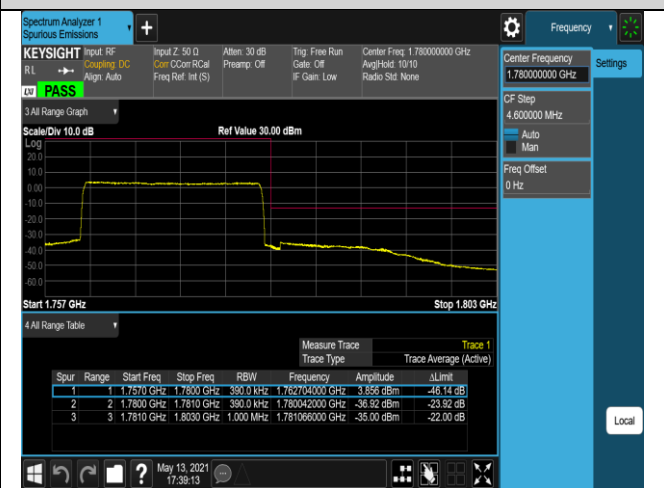 Spectrum Analyzer 1
Spurious Emissions
+
Frequency
KEYSIGHT Input: RF Input Z: 50 Ω Atten: 30 dB Trig: Free Run Center Freq: 1.780000000 GHz
RL Coupling: DC Corr CCorr RCal Preamp: Off Gate: Off Avg|Hold: 10/10
Align: Auto Freq Ref: Int (S) IF Gain: Low Radio Std: None
LXI PASS
Center Frequency
1.780000000 GHz
Settings
CF Step
4.600000 MHz
Auto
Man
Freq Offset
0 Hz
3 All Range Graph
Scale/Div 10.0 dB Ref Value 30.00 dBm
Log
20.0
10.0
0.00
-10.0
-20.0
-30.0
-40.0
-50.0
-60.0
Start 1.757 GHz Stop 1.803 GHz
4 All Range Table
Measure Trace Trace 1
Trace Type Trace Average (Active)
Spur Range Start Freq Stop Freq RBW Frequency Amplitude ΔLimit
1 1 1.7570 GHz 1.7800 GHz 390.0 kHz 1.762704000 GHz 3.856 dBm -46.14 dB
2 2 1.7800 GHz 1.7810 GHz 390.0 kHz 1.780042000 GHz -36.92 dBm -23.92 dB
3 3 1.7810 GHz 1.8030 GHz 1.000 MHz 1.781066000 GHz -35.00 dBm -22.00 dB
Local
? May 13, 2021
17:39:13